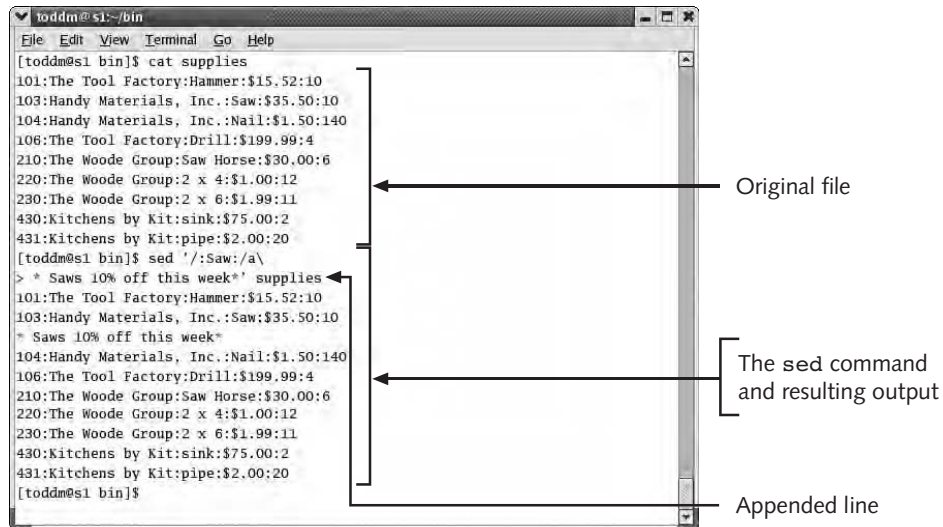 toddm@s1:~/bin
File Edit View Terminal Go Help
[toddm@s1 bin]$ cat supplies
101:The Tool Factory:Hammer:$15.52:10
103:Handy Materials, Inc.:Saw:$35.50:10
104:Handy Materials, Inc.:Nail:$1.50:140
106:The Tool Factory:Drill:$199.99:4
210:The Woode Group:Saw Horse:$30.00:6
220:The Woode Group:2 x 4:$1.00:12
230:The Woode Group:2 x 6:$1.99:11
430:Kitchens by Kit:sink:$75.00:2
431:Kitchens by Kit:pipe:$2.00:20
[toddm@s1 bin]$ sed '/:Saw:/a\
> * Saws 10% off this week*' supplies
101:The Tool Factory:Hammer:$15.52:10
103:Handy Materials, Inc.:Saw:$35.50:10
* Saws 10% off this week*
104:Handy Materials, Inc.:Nail:$1.50:140
106:The Tool Factory:Drill:$199.99:4
210:The Woode Group:Saw Horse:$30.00:6
220:The Woode Group:2 x 4:$1.00:12
230:The Woode Group:2 x 6:$1.99:11
430:Kitchens by Kit:sink:$75.00:2
431:Kitchens by Kit:pipe:$2.00:20
[toddm@s1 bin]$
Original file
The sed command
and resulting output
Appended line